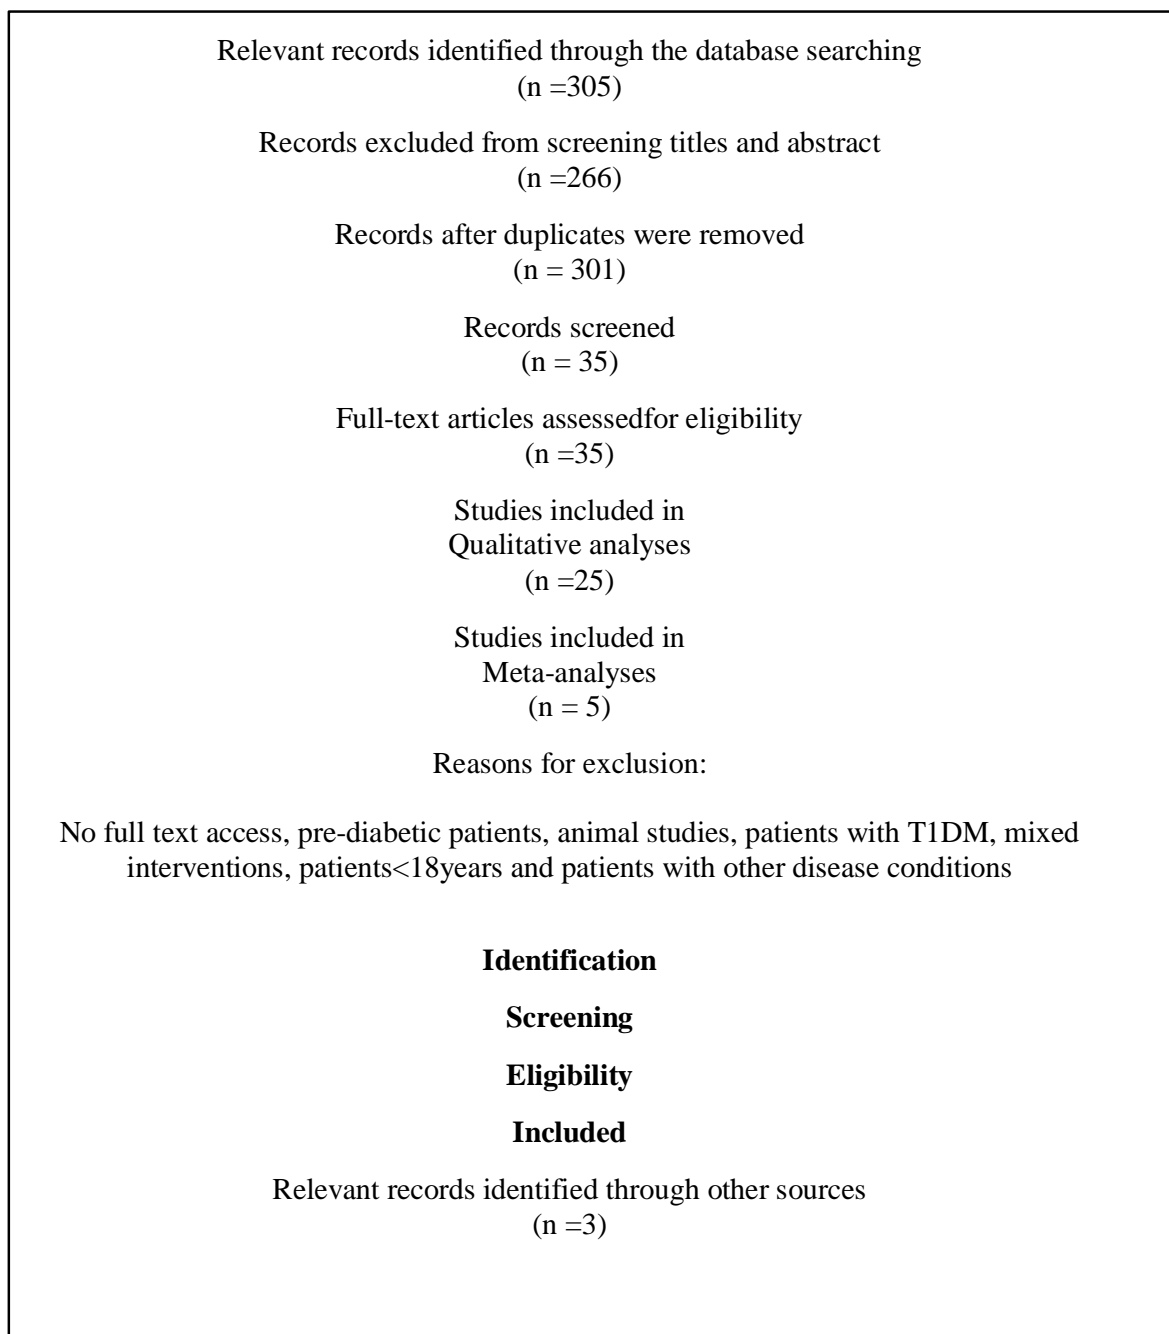 Relevant records identified through the database searching
(n =305)
Records excluded from screening titles and abstract
(n =266)
Records after duplicates were removed
(n = 301)
Records screened
(n = 35)
Full-text articles assessedfor eligibility
(n =35)
Studies included in
Qualitative analyses
(n =25)
Studies included in
Meta-analyses
(n = 5)
Reasons for exclusion:
No full text access, pre-diabetic patients, animal studies, patients with T1DM, mixed
interventions, patients<18years and patients with other disease conditions
Identification
Screening
Eligibility
Included
Relevant records identified through other sources
(n =3)